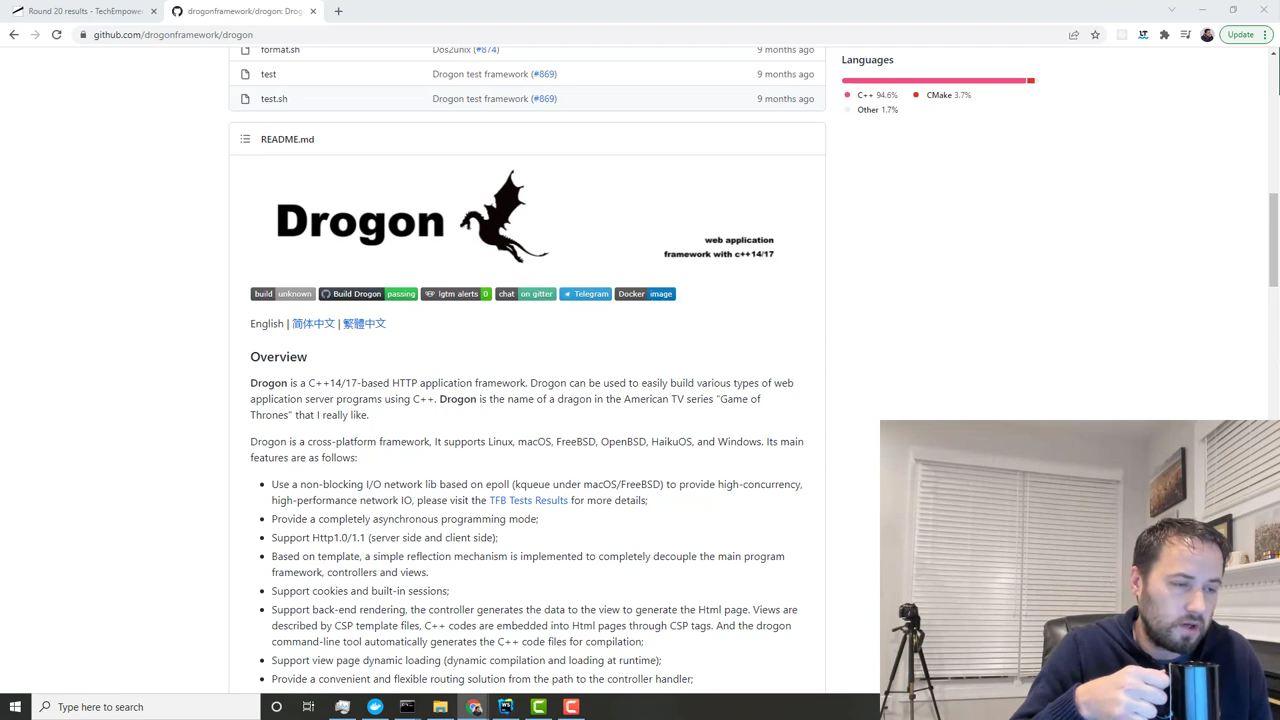 Round 20 results - TechEmpower
drogonframework/drogon: Drog
github.com/drogonframework/drogon
Update
format.sh
Dos2unix (#874)
9 months ago
test
Drogon test framework (#869)
9 months ago
test.sh
Drogon test framework (#869)
9 months ago
Languages
C++ 94.6%
CMake 3.7%
Other 1.7%
README.md
Drogon
web application
framework with c++14/17
build unknown
Build Drogon passing
lgtm alerts 0
chat on gitter
Telegram
Docker image
English | 简体中文 | 繁體中文
Overview
Drogon is a C++14/17-based HTTP application framework. Drogon can be used to easily build various types of web
application server programs using C++. Drogon is the name of a dragon in the American TV series "Game of
Thrones" that I really like.
Drogon is a cross-platform framework, It supports Linux, macOS, FreeBSD, OpenBSD, HaikuOS, and Windows. Its main
features are as follows:
Use a non-blocking I/O network lib based on epoll (kqueue under macOS/FreeBSD) to provide high-concurrency,
high-performance network IO, please visit the TFB Tests Results for more details;
Provide a completely asynchronous programming mode;
Support Http1.0/1.1 (server side and client side);
Based on template, a simple reflection mechanism is implemented to completely decouple the main program
framework, controllers and views.
Support cookies and built-in sessions;
Support back-end rendering, the controller generates the data to the view to generate the Html page. Views are
described by CSP template files, C++ codes are embedded into Html pages through CSP tags. And the drogon
command-line tool automatically generates the C++ code files for compilation;
Support view page dynamic loading (dynamic compilation and loading at runtime);
Provide a convenient and flexible routing solution from the path to the controller handler;
Type here to search